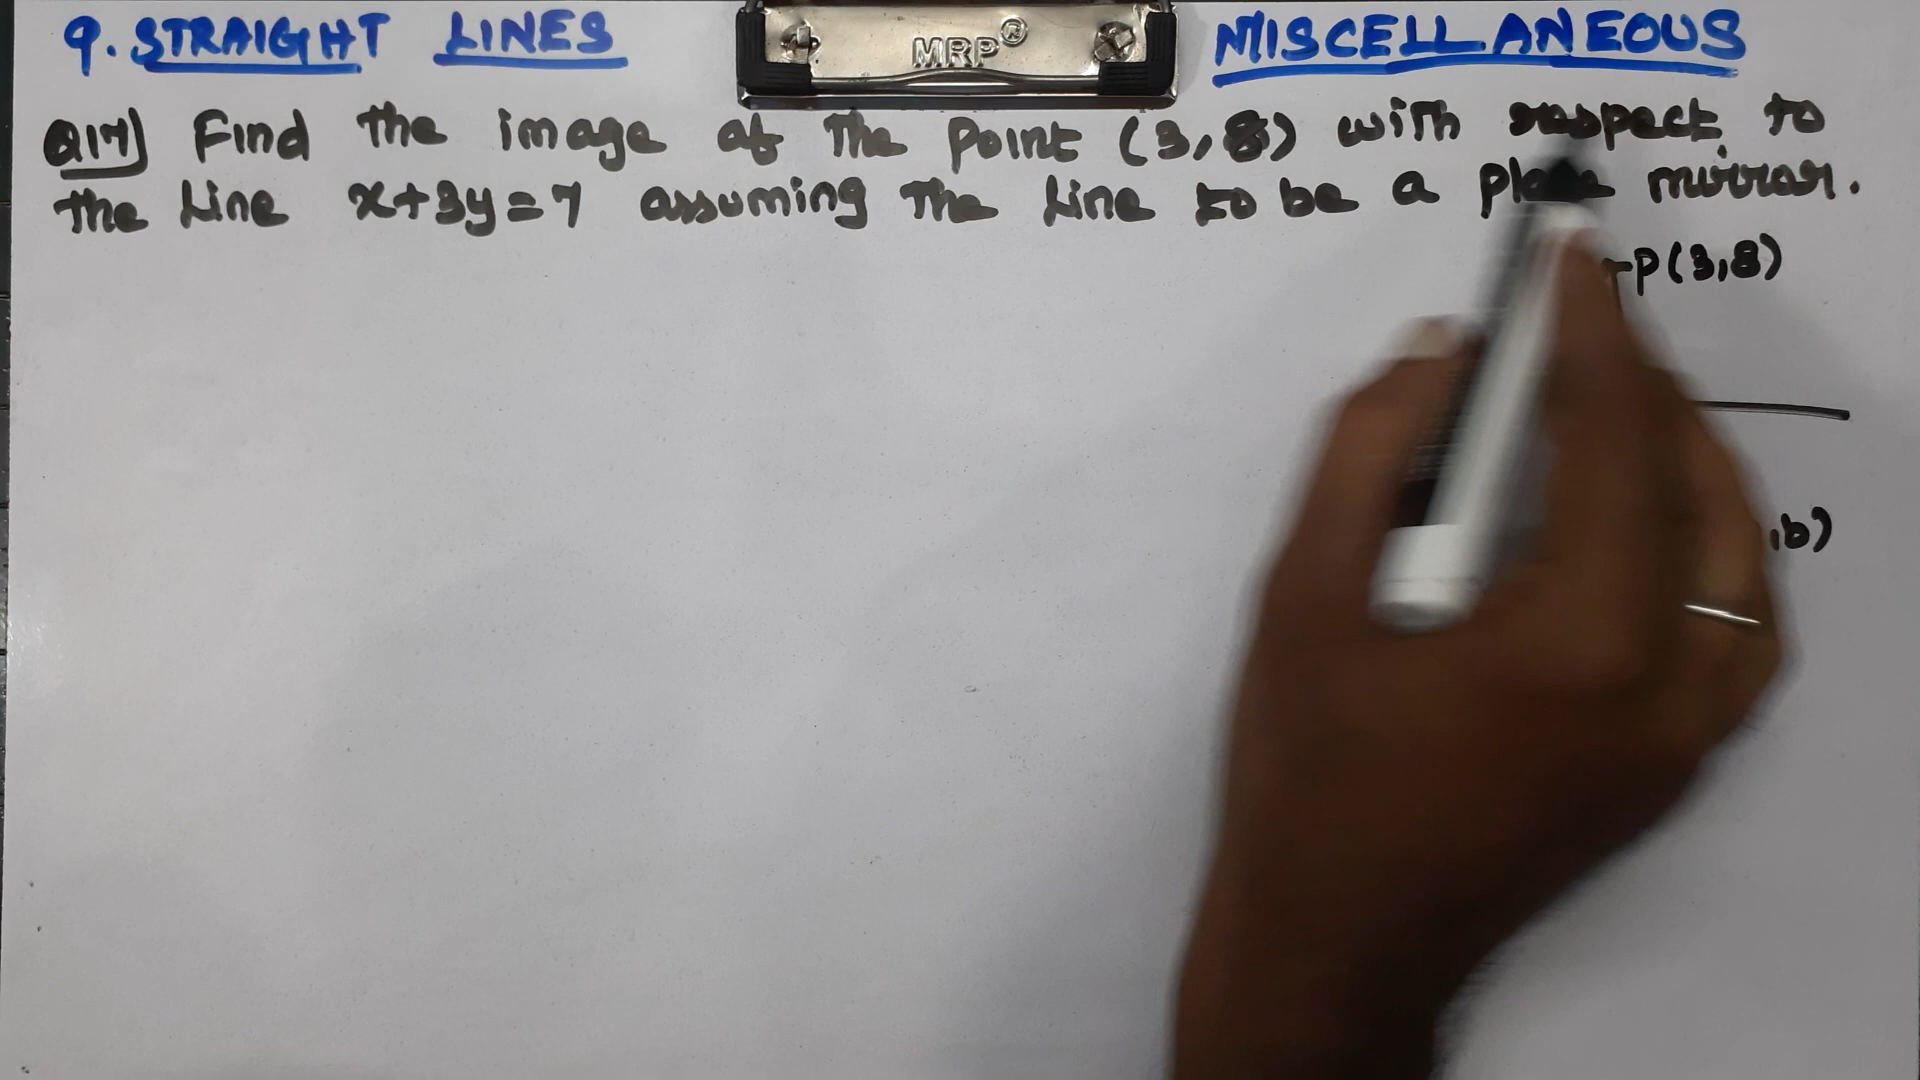 9. STRAIGHT LINES
MRP®
MISCELLANEOUS
Q17) Find the image of the point (3,8) with respect to
the Line x+3y=7 assuming the Line to be a plane mirror.
P(3,8)
,b)